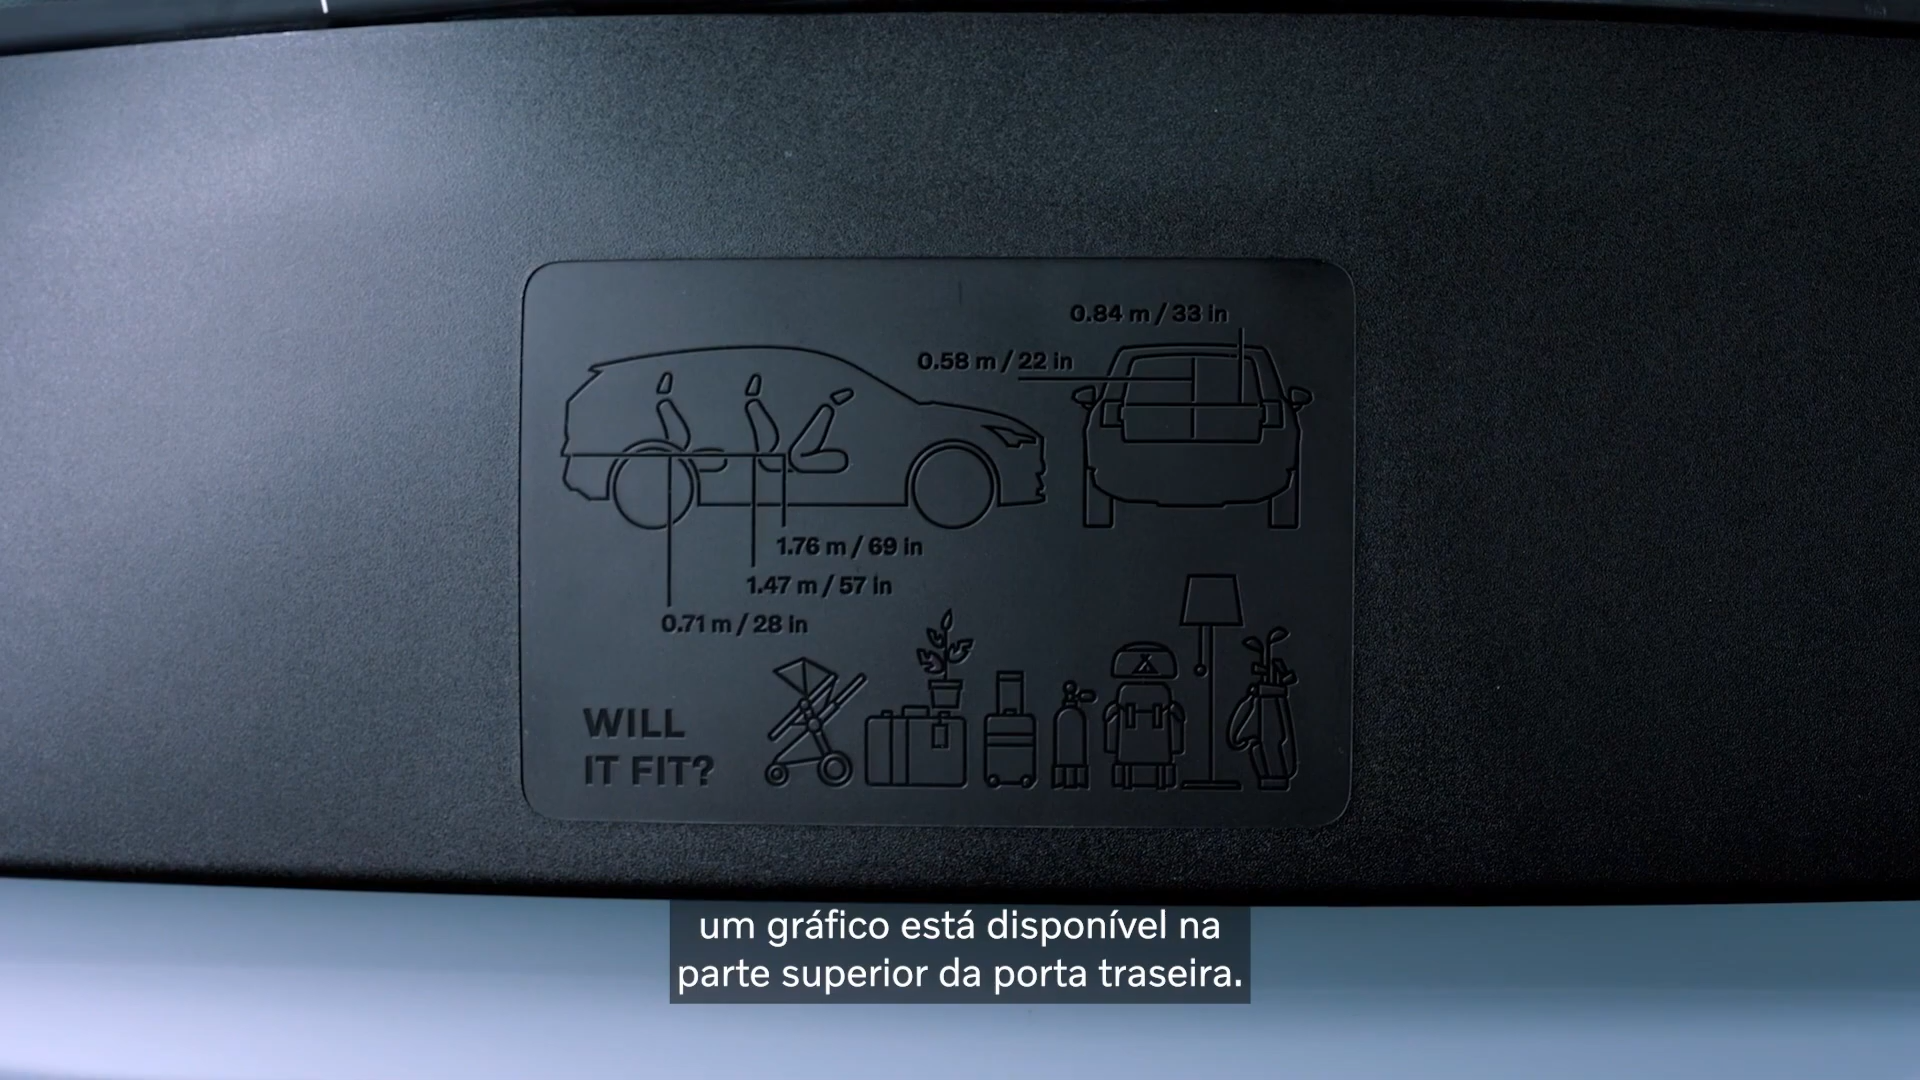 0.84 m / 33 in
0.58 m / 22 in
1.76 m / 69 in
1.47 m / 57 in
0.71 m / 28 in
WILL
IT FIT?
um gráfico está disponível na
parte superior da porta traseira.